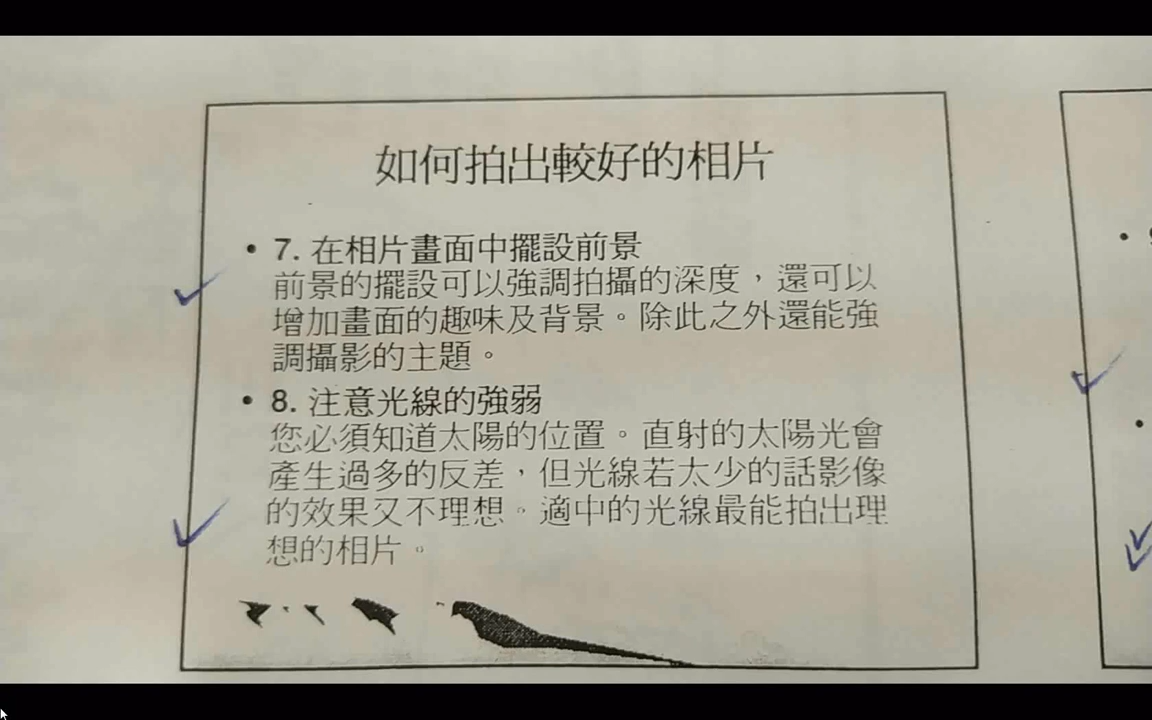 如何拍出較好的相片
• 7. 在相片畫面中擺設前景
前景的擺設可以強調拍攝的深度，還可以
增加畫面的趣味及背景。除此之外還能強
調攝影的主題。
• 8. 注意光線的強弱
您必須知道太陽的位置。直射的太陽光會
產生過多的反差，但光線若太少的話影像
的效果又不理想。適中的光線最能拍出理
想的相片。